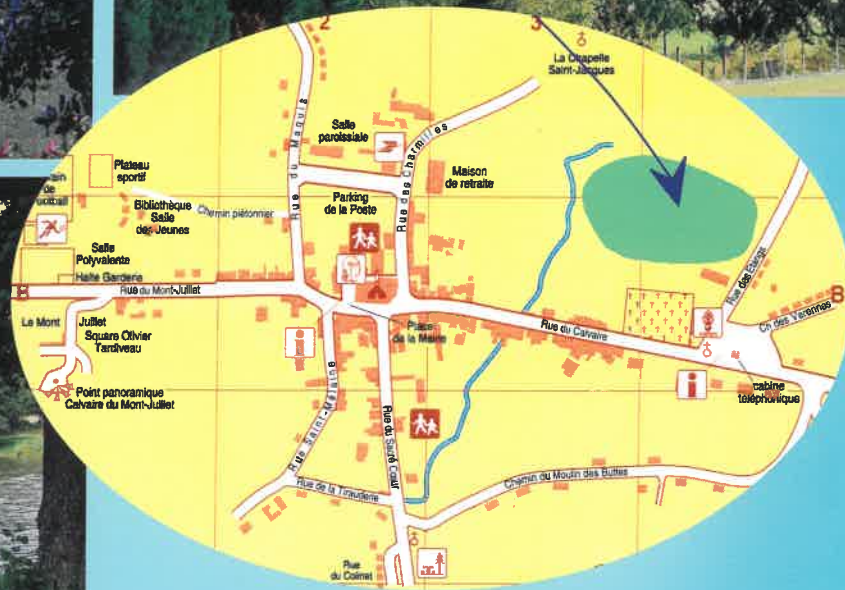 2
3
La Chapelle
Saint-Jacques
Rue du Maquis
Salle
paroissiale
Rue des Charmilles
Maison
de retraite
Plateau
sportif
Bibliothèque
Salle
des Jeunes
Chemin piétonnier
Parking
de la Poste
Salle
Polyvalente
Halte Garderie
B
Rue du Mont-Juillet
Rue des Etangs
Ch des Varennes
B
Le Mont
Juillet
Square Olivier
Tardiveau
Place
de la Mairie
Rue du Calvaire
cabine
téléphonique
Point panoramique
Calvaire du Mont-Juillet
Rue Saint-Mélaine
Rue du Sacré Cœur
Rue de la Tirauderie
Chemin du Moulin des Buttes
Rue
du Colinet